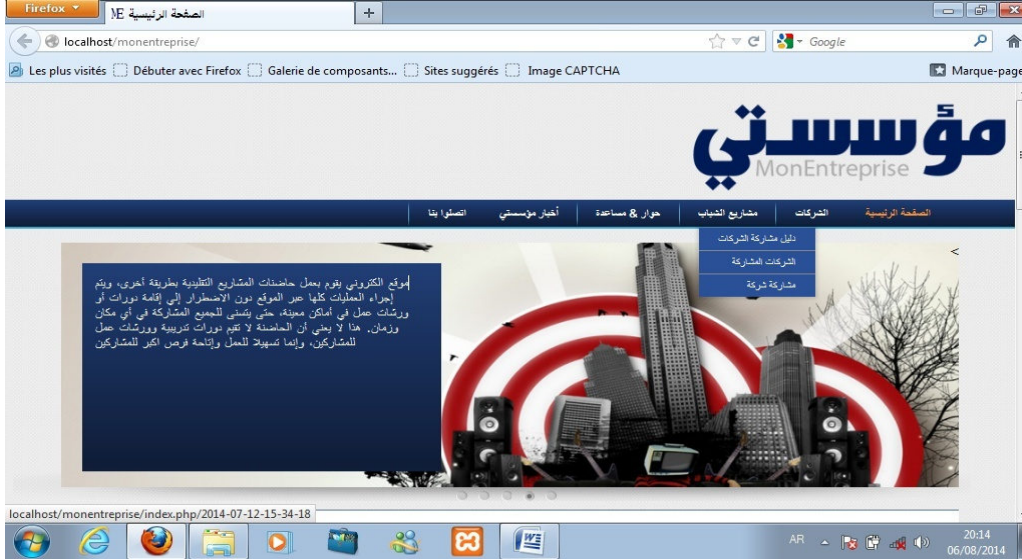 Firefox
الصفحة الرئيسية ME
localhost/monentreprise/
Google
Les plus visités
Débuter avec Firefox
Galerie de composants...
Sites suggérés
Image CAPTCHA
Marque-page
مؤسستي
MonEntreprise
الصفحة الرئيسية
الشركات
مشاريع الشباب
حوار & مساعدة
أخبار مؤسستي
اتصلوا بنا
دليل مشاركة الشركات
الشركات المشاركة
مشاركة شركة
>
موقع الكتروني يقوم بعمل حاضنات المشاريع التقليدية بطريقة أخرى، ويتم
إجراء العمليات كلها عبر الموقع دون الاضطرار إلي إقامة دورات أو
ورشات عمل في أماكن معينة، حتى يتسنى للجميع المشاركة في أي مكان
وزمان. هذا لا يعني أن الحاضنة لا تقيم دورات تدريبية وورشات عمل
للمشاركين، وإنما تسهيلا للعمل وإتاحة فرص اكبر للمشاركين
localhost/monentreprise/index.php/2014-07-12-15-34-18
AR
20:14
06/08/2014